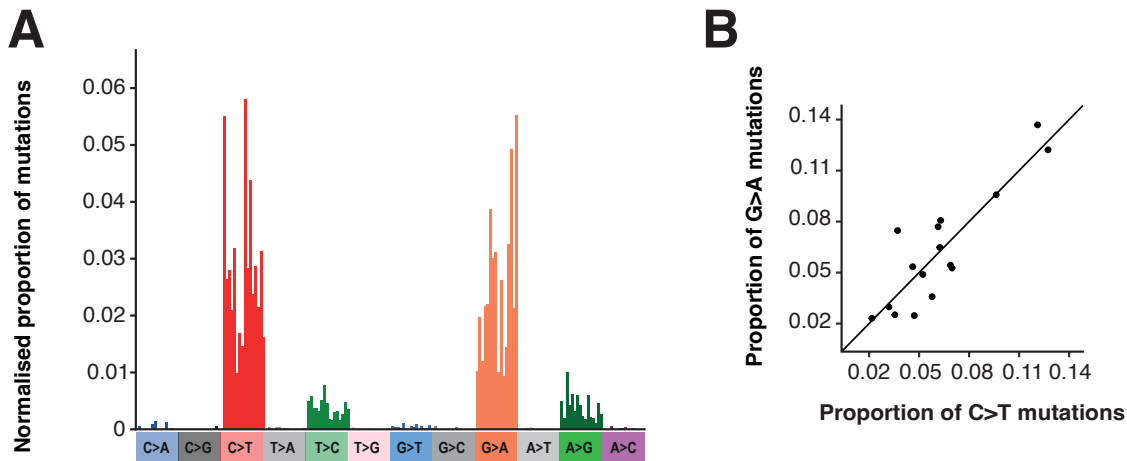 A
Normalised proportion of mutations
0.06
0.05
0.04
0.03
0.02
0.01
0
C>A C>G C>T T>A T>C T>G G>T G>C G>A A>T A>G A>C
B
Proportion of G>A mutations
0.14
0.11
0.08
0.05
0.02
0.02 0.05 0.08 0.11 0.14
Proportion of C>T mutations